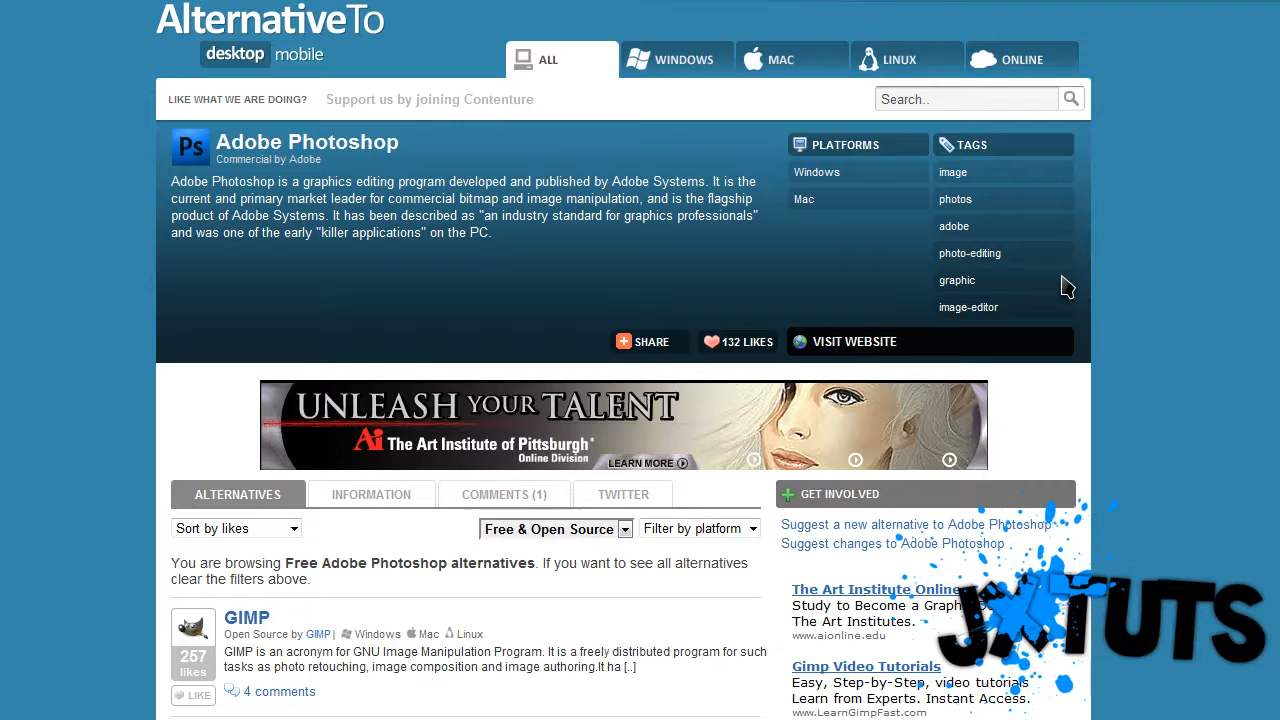 AlternativeTo
desktop mobile
ALL
WINDOWS
MAC
LINUX
ONLINE
LIKE WHAT WE ARE DOING?
Support us by joining Contenture
Search..
Ps
Adobe Photoshop
Commercial by Adobe
Adobe Photoshop is a graphics editing program developed and published by Adobe Systems. It is the
current and primary market leader for commercial bitmap and image manipulation, and is the flagship
product of Adobe Systems. It has been described as "an industry standard for graphics professionals"
and was one of the early "killer applications" on the PC.
PLATFORMS
Windows
Mac
TAGS
image
photos
adobe
photo-editing
graphic
image-editor
SHARE
132 LIKES
VISIT WEBSITE
UNLEASH YOUR TALENT
Ai The Art Institute of Pittsburgh*
Online Division
LEARN MORE
ALTERNATIVES
INFORMATION
COMMENTS (1)
TWITTER
Sort by likes
Free & Open Source
Filter by platform
You are browsing Free Adobe Photoshop alternatives. If you want to see all alternatives
clear the filters above.
257
likes
LIKE
GIMP
Open Source by GIMP | Windows Mac Linux
GIMP is an acronym for GNU Image Manipulation Program. It is a freely distributed program for such
tasks as photo retouching, image composition and image authoring.It ha [..]
4 comments
GET INVOLVED
Suggest a new alternative to Adobe Photoshop
Suggest changes to Adobe Photoshop
The Art Institute Online
Study to Become a Graph
The Art Institutes.
www.aionline.edu
Gimp Video Tutorials
Easy, Step-by-Step, video tutorials
Learn from Experts. Instant Access.
www.LearnGimpFast.com
JXTUTS